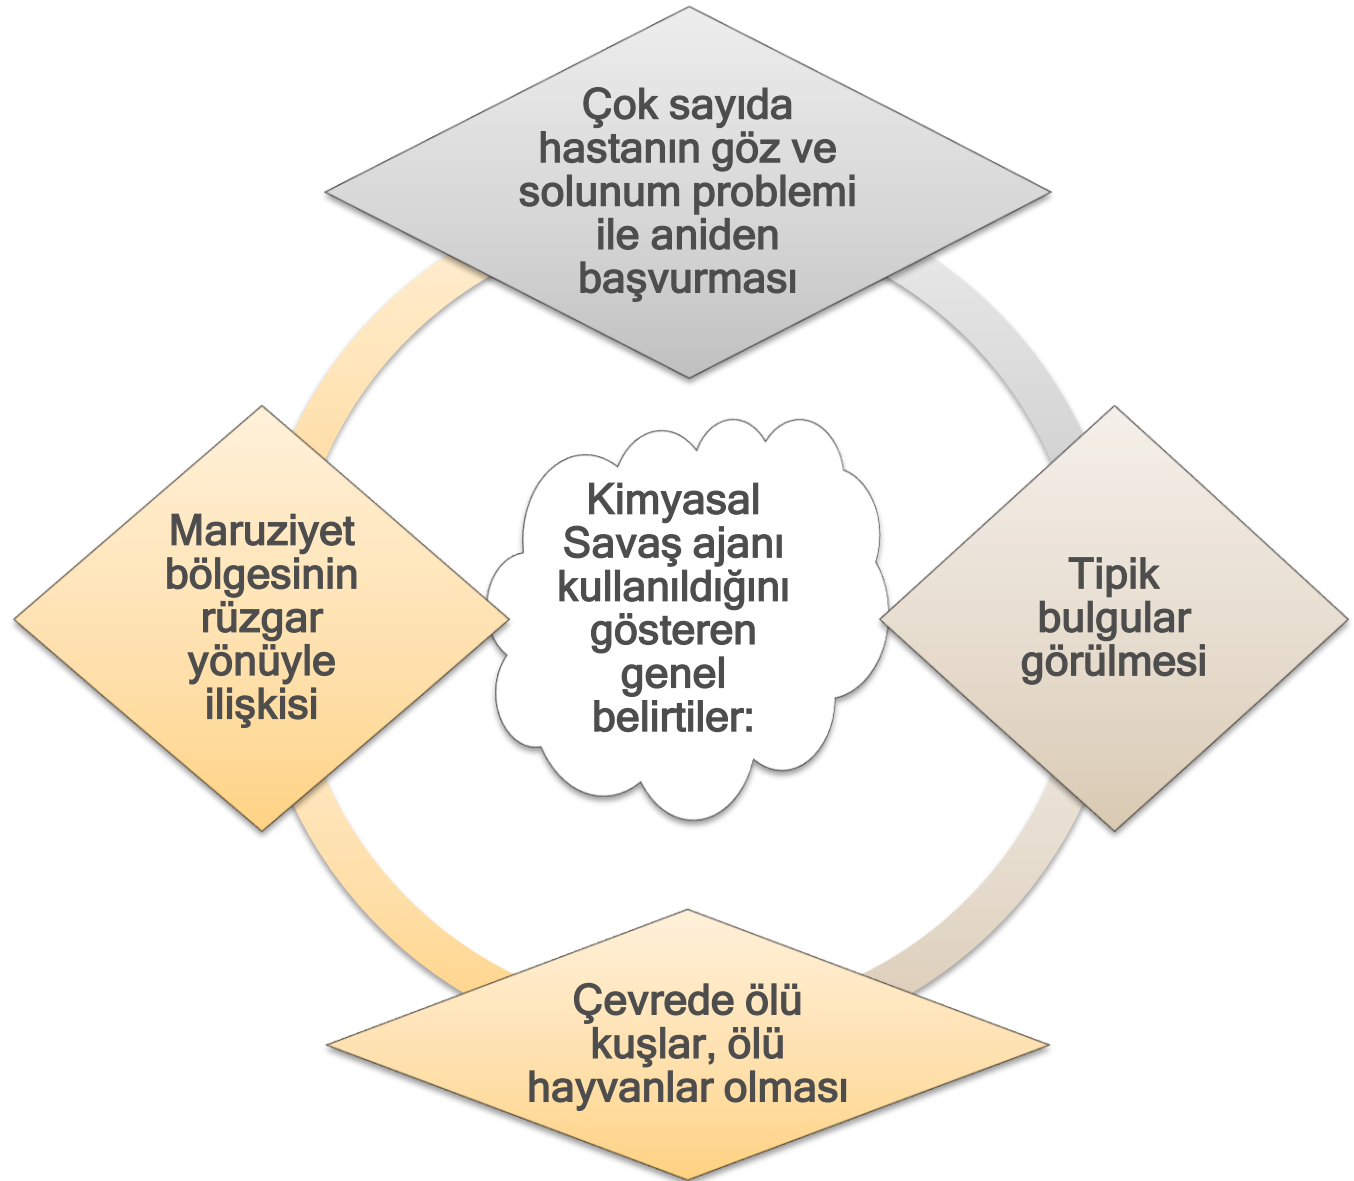 Çok sayıda
hastanın göz ve
solunum problemi
ile aniden
başvurması
Kimyasal
Savaş ajanı
kullanıldığını
gösteren
genel
belirtiler:
Maruziyet
bölgesinin
rüzgar
yönüyle
ilişkisi
Tipik
bulgular
görülmesi
Çevrede ölü
kuşlar, ölü
hayvanlar olması